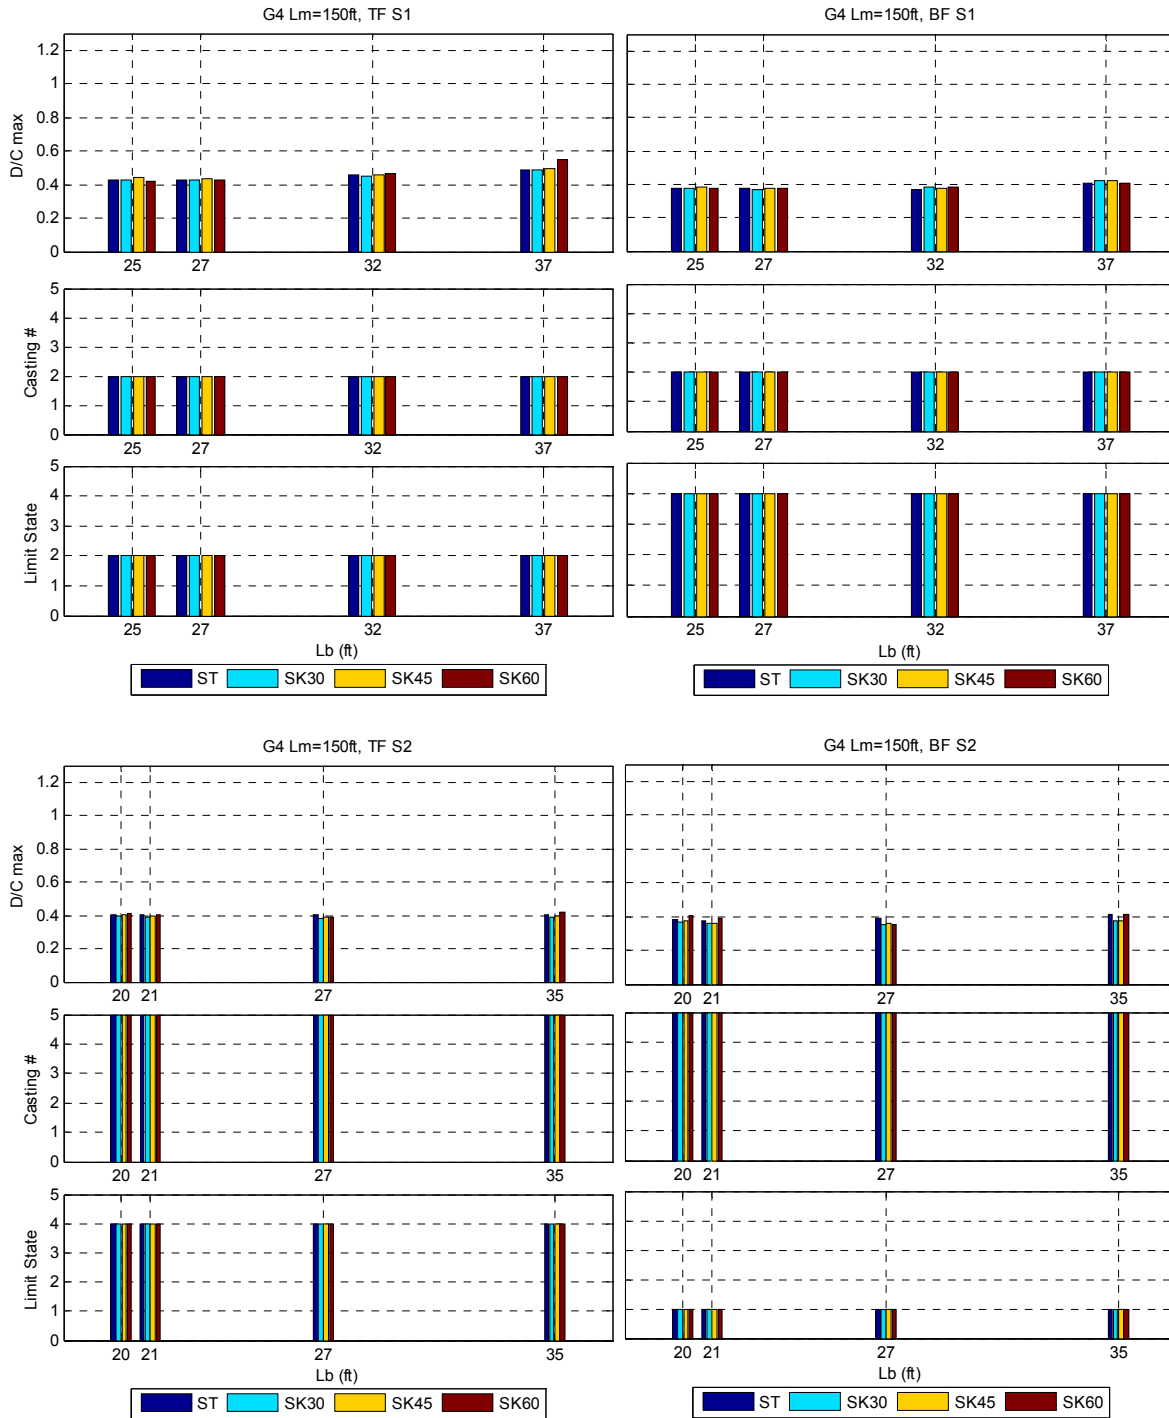 G4 Lm=150ft, TF S1
1.2
1
0.8
0.6
0.4
0.2
0
D/C max
25 27 32 37
5
4
3
2
1
0
Casting #
25 27 32 37
5
4
3
2
1
0
Limit State
25 27 32 37
Lb (ft)
ST SK30 SK45 SK60
G4 Lm=150ft, BF S1
25 27 32 37
25 27 32 37
25 27 32 37
Lb (ft)
ST SK30 SK45 SK60
G4 Lm=150ft, TF S2
1.2
1
0.8
0.6
0.4
0.2
0
D/C max
20 21 27 35
5
4
3
2
1
0
Casting #
20 21 27 35
5
4
3
2
1
0
Limit State
20 21 27 35
Lb (ft)
ST SK30 SK45 SK60
G4 Lm=150ft, BF S2
20 21 27 35
20 21 27 35
20 21 27 35
Lb (ft)
ST SK30 SK45 SK60